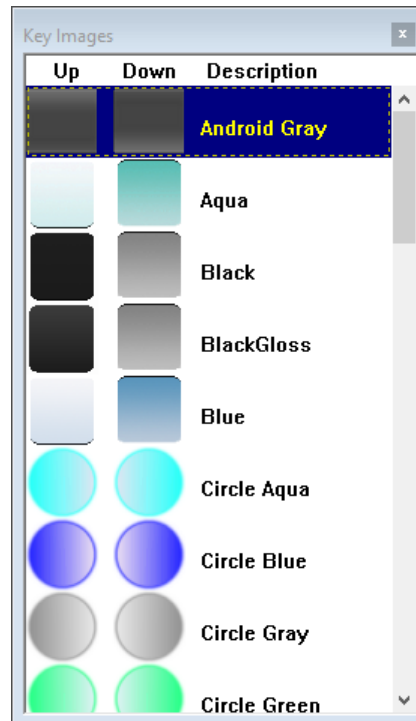 Key Images
Up Down Description
Android Gray
Aqua
Black
BlackGloss
Blue
Circle Aqua
Circle Blue
Circle Gray
Circle Green